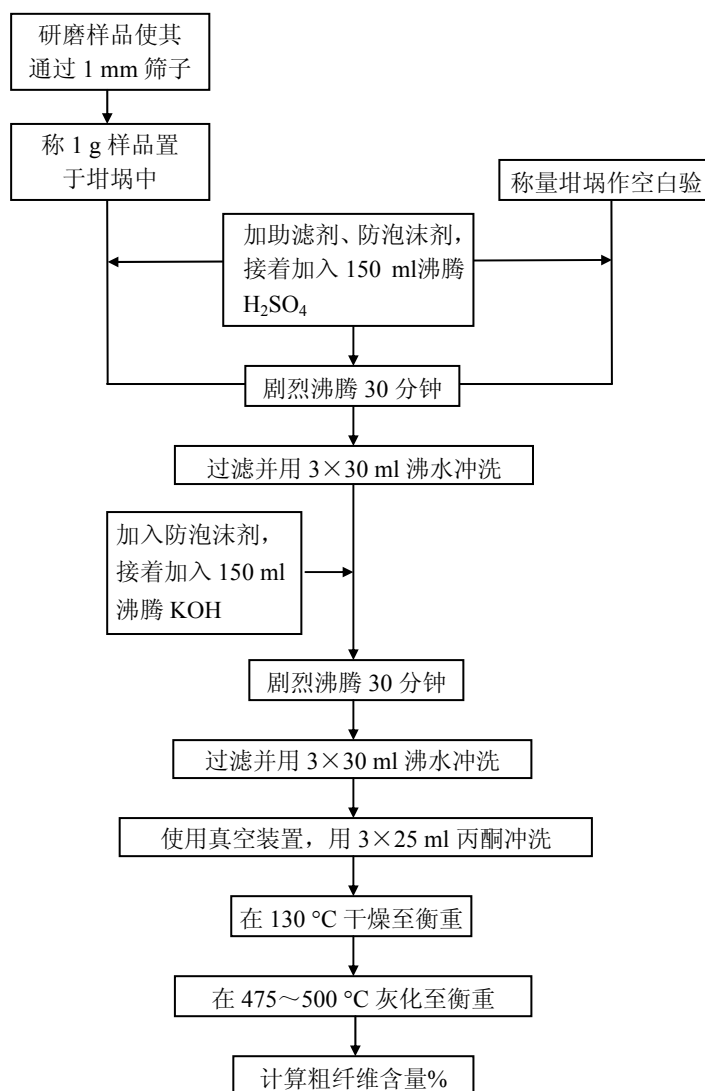 研磨样品使其
通过 1 mm 筛子
称 1 g 样品置
于坩埚中
称量坩埚作空白验
加助滤剂、防泡沫剂，
接着加入 150 ml沸腾
H₂SO₄
剧烈沸腾 30 分钟
过滤并用 3×30 ml 沸水冲洗
加入防泡沫剂，
接着加入 150 ml
沸腾 KOH
剧烈沸腾 30 分钟
过滤并用 3×30 ml 沸水冲洗
使用真空装置，用 3×25 ml 丙酮冲洗
在 130 °C 干燥至衡重
在 475～500 °C 灰化至衡重
计算粗纤维含量%